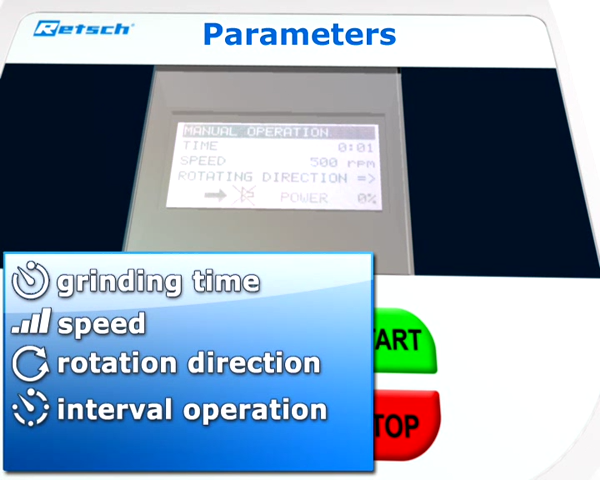 Retsch®
Parameters
MANUAL OPERATION
TIME 0:01
SPEED 500 rpm
ROTATING DIRECTION =>
POWER 0%
grinding time
speed
rotation direction
interval operation
TART
TOP